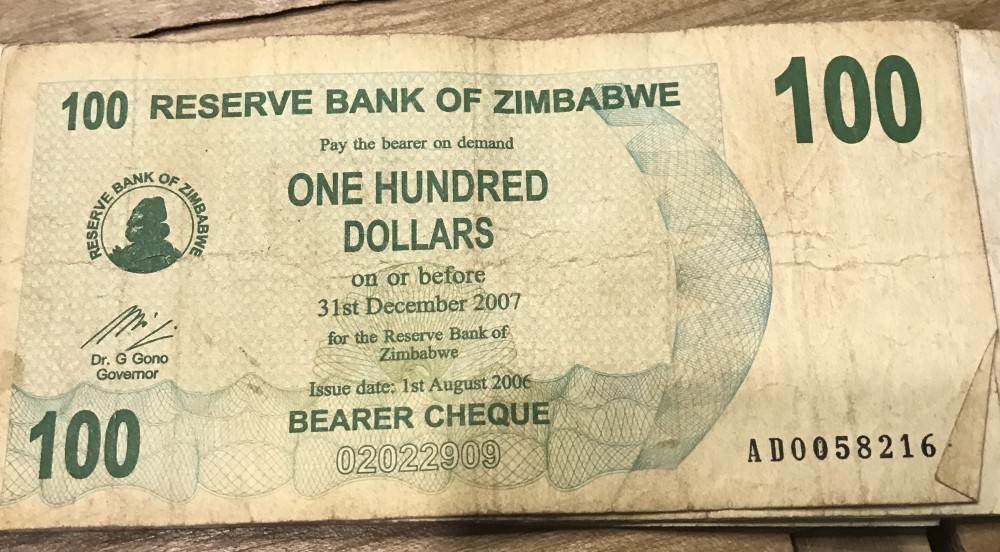 100 RESERVE BANK OF ZIMBABWE 100
Pay the bearer on demand
ONE HUNDRED
DOLLARS
RESERVE BANK OF ZIMBABWE
on or before
31st December 2007
for the Reserve Bank of
Zimbabwe
Dr. G Gono
Governor
Issue date: 1st August 2006
BEARER CHEQUE
100
02022909
AD0058216